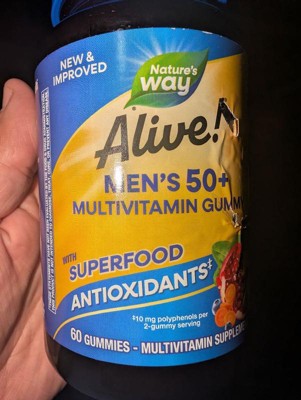 NEW &
IMPROVED
Nature's
way
Alive!
MEN'S 50+
MULTIVITAMIN GUMM
WITH
SUPERFOOD
ANTIOXIDANTS‡
‡10 mg polyphenols per
2-gummy serving
60 GUMMIES - MULTIVITAMIN SUPPLEME